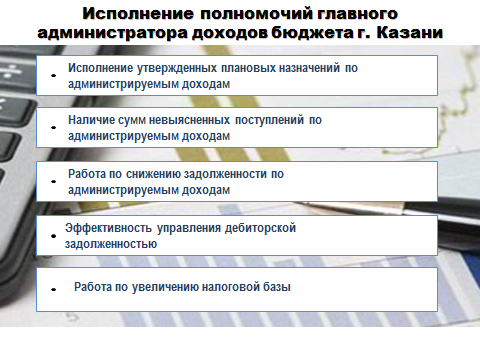 Исполнение полномочий главного
администратора доходов бюджета г. Казани
• Исполнение утвержденных плановых назначений по
администрируемым доходам
• Наличие сумм невыясненных поступлений по
администрируемым доходам
• Работа по снижению задолженности по
администрируемым доходам
• Эффективность управления дебиторской
задолженностью
• Работа по увеличению налоговой базы